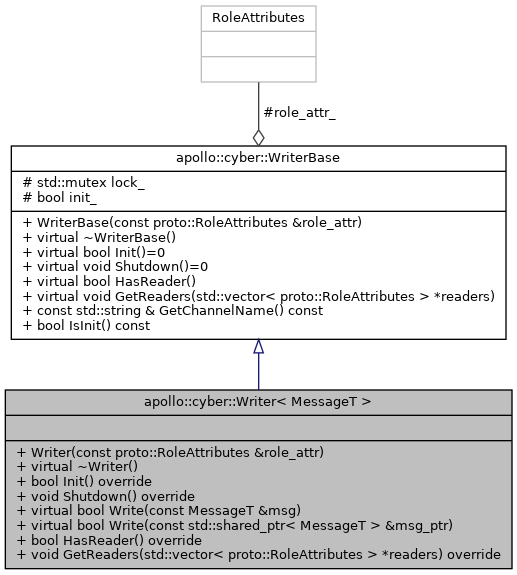 RoleAttributes
#role_attr_
apollo::cyber::WriterBase
# std::mutex lock_
# bool init_
+ WriterBase(const proto::RoleAttributes &role_attr)
+ virtual ~WriterBase()
+ virtual bool Init()=0
+ virtual void Shutdown()=0
+ virtual bool HasReader()
+ virtual void GetReaders(std::vector< proto::RoleAttributes > *readers)
+ const std::string & GetChannelName() const
+ bool IsInit() const
apollo::cyber::Writer< MessageT >
+ Writer(const proto::RoleAttributes &role_attr)
+ virtual ~Writer()
+ bool Init() override
+ void Shutdown() override
+ virtual bool Write(const MessageT &msg)
+ virtual bool Write(const std::shared_ptr< MessageT > &msg_ptr)
+ bool HasReader() override
+ void GetReaders(std::vector< proto::RoleAttributes > *readers) override